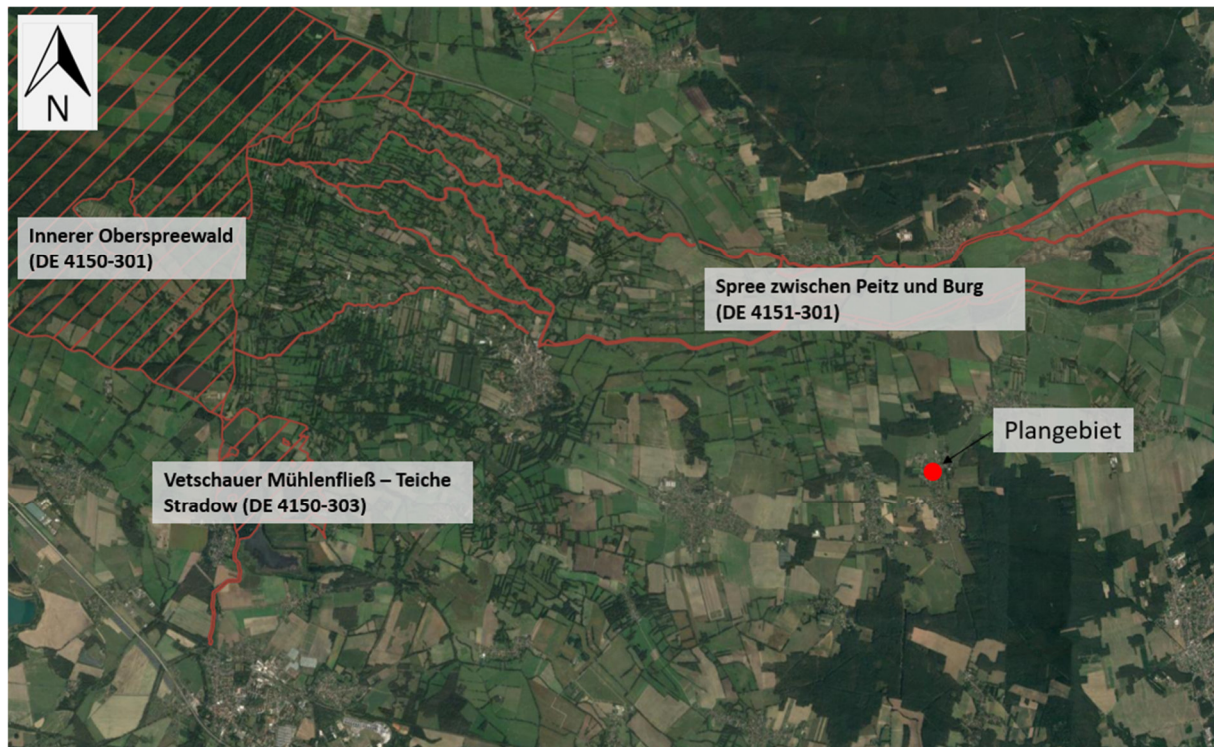 N
Innerer Oberspreewald
(DE 4150-301)
Spree zwischen Peitz und Burg
(DE 4151-301)
Plangebiet
Vetschauer Mühlenfließ – Teiche
Stradow (DE 4150-303)